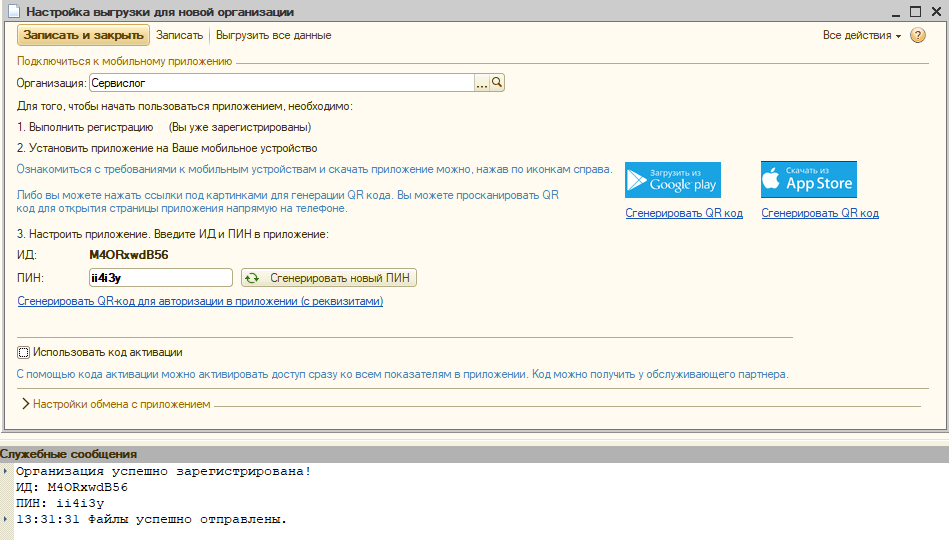 Настройка выгрузки для новой организации
Записать и закрыть Записать Выгрузить все данные Все действия ?
Подключиться к мобильному приложению
Организация: Сервислог ...
Для того, чтобы начать пользоваться приложением, необходимо:
1. Выполнить регистрацию (Вы уже зарегистрированы)
2. Установить приложение на Ваше мобильное устройство
Ознакомиться с требованиями к мобильным устройствам и скачать приложение можно, нажав по иконкам справа.
Загрузить из
Google play
Скачать из
App Store
Либо вы можете нажать ссылки под картинками для генерации QR кода. Вы можете просканировать QR
код для открытия страницы приложения напрямую на телефоне.
Сгенерировать QR код Сгенерировать QR код
3. Настроить приложение. Введите ИД и ПИН в приложение:
ИД: M4ORxwdB56
ПИН: ii4i3y Сгенерировать новый ПИН
Сгенерировать QR-код для авторизации в приложении (с реквизитами)
Использовать код активации
С помощью кода активации можно активировать доступ сразу ко всем показателям в приложении. Код можно получить у обслуживающего партнера.
Настройки обмена с приложением
Служебные сообщения
Организация успешно зарегистрирована!
ИД: M4ORxwdB56
ПИН: ii4i3y
13:31:31 Файлы успешно отправлены.